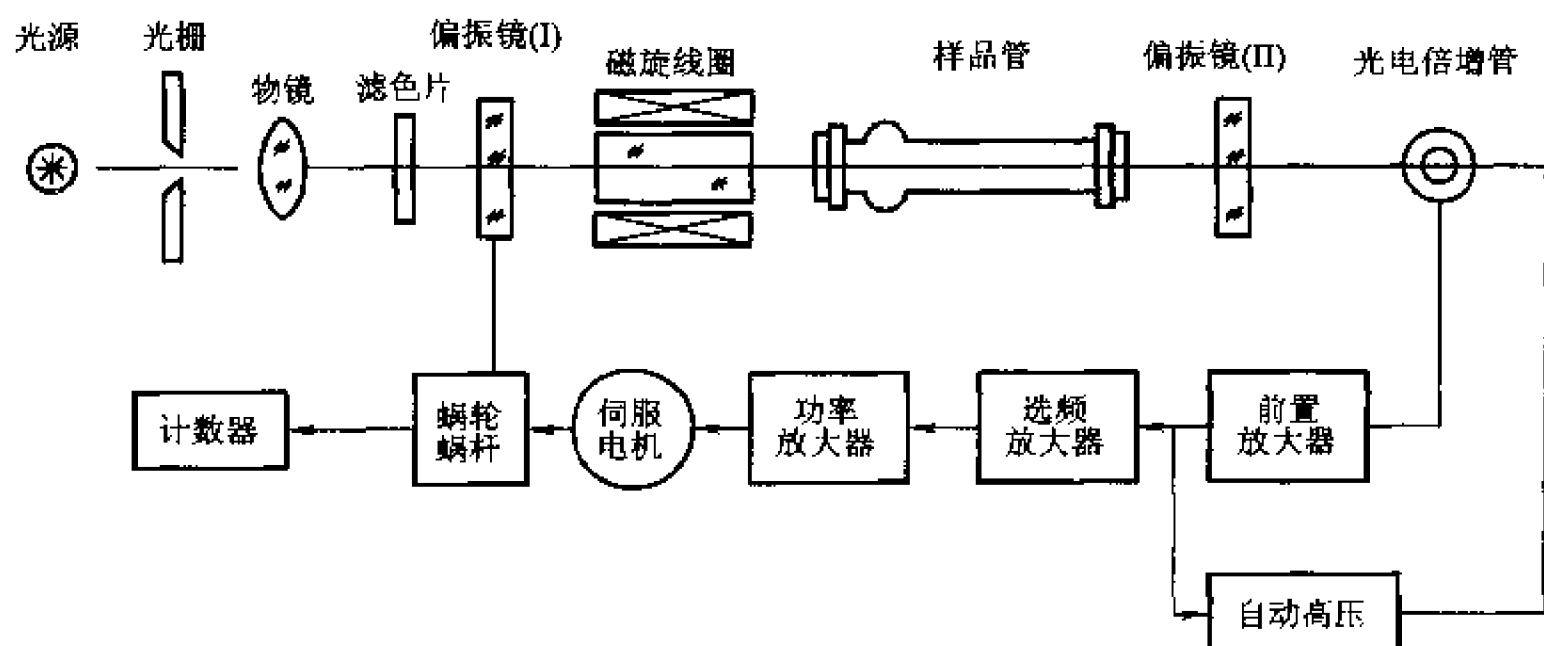 光源
光栅
物镜
滤色片
偏振镜(I)
磁旋线圈
样品管
偏振镜(II)
光电倍增管
计数器
蜗轮
蜗杆
伺服
电机
功率
放大器
选频
放大器
前置
放大器
自动高压